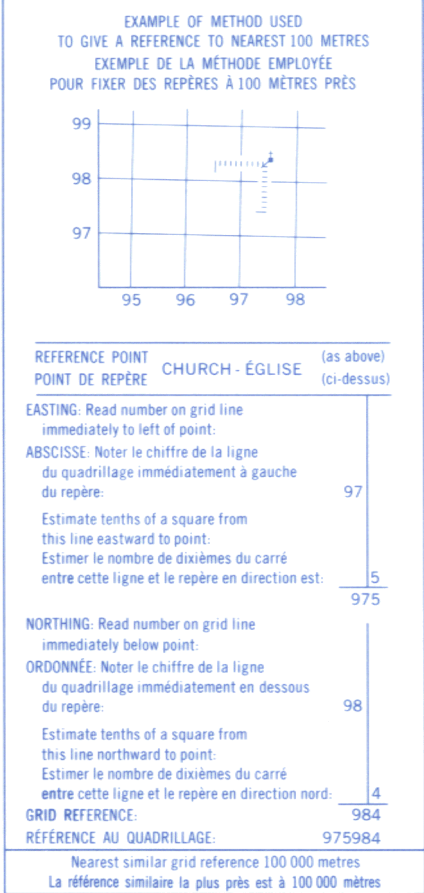 EXAMPLE OF METHOD USED
TO GIVE A REFERENCE TO NEAREST 100 METRES
EXEMPLE DE LA MÉTHODE EMPLOYÉE
POUR FIXER DES REPÈRES À 100 MÈTRES PRÈS
99
98
97
95 96 97 98
REFERENCE POINT
POINT DE REPÈRE
CHURCH - ÉGLISE
(as above)
(ci-dessus)
EASTING: Read number on grid line
immediately to left of point:
ABSCISSE: Noter le chiffre de la ligne
du quadrillage immédiatement à gauche
du repère: 97
Estimate tenths of a square from
this line eastward to point:
Estimer le nombre de dixièmes du carré
entre cette ligne et le repère en direction est: 5
975
NORTHING: Read number on grid line
immediately below point:
ORDONNÉE: Noter le chiffre de la ligne
du quadrillage immédiatement en dessous
du repère: 98
Estimate tenths of a square from
this line northward to point:
Estimer le nombre de dixièmes du carré
entre cette ligne et le repère en direction nord: 4
GRID REFERENCE: 984
RÉFÉRENCE AU QUADRILLAGE: 975984
Nearest similar grid reference 100 000 metres
La référence similaire la plus près est à 100 000 mètres